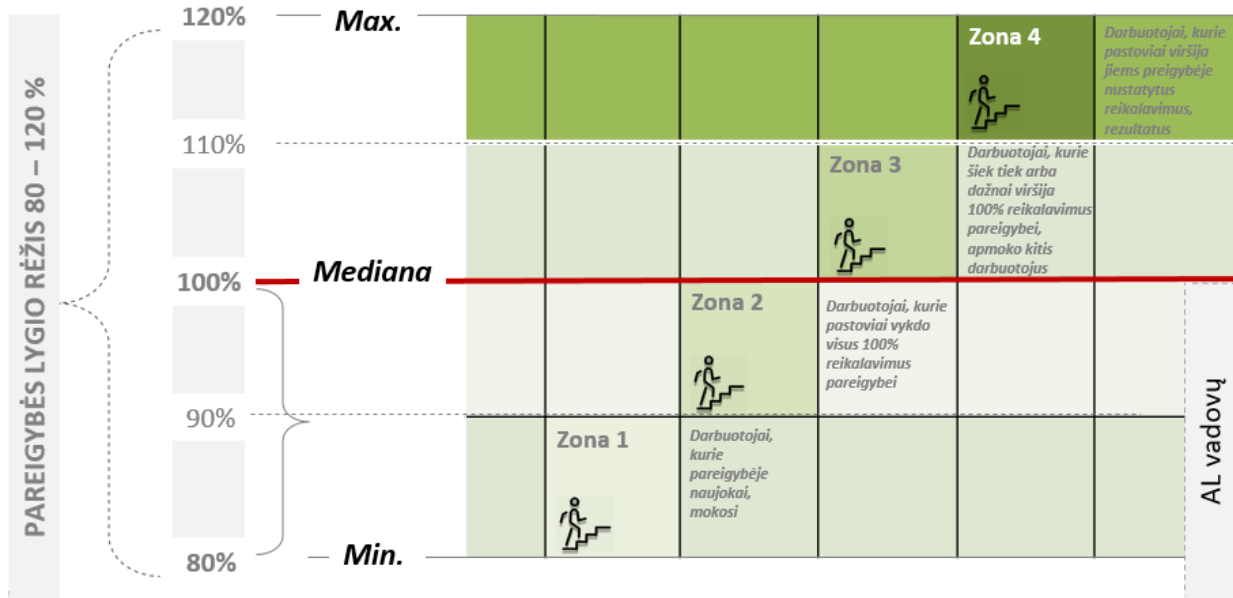 PAREIGYBĖS LYGIO RĖŽIS 80 – 120 %
120%
110%
100%
90%
80%
Max.
Mediana
Min.
Zona 4
Darbuotojai, kurie
pastoviai viršija
jiems preigybėje
nustatytus
reikalavimus,
rezultatus
Zona 3
Darbuotojai, kurie
šiek tiek arba
dažnai viršija
100% reikalavimus
pareigybei,
apmoko kitis
darbuotojus
Zona 2
Darbuotojai, kurie
pastoviai vykdo
visus 100%
reikalavimus
pareigybei
Zona 1
Darbuotojai,
kurie
pareigybėje
naujokai,
mokosi
AL vadovų